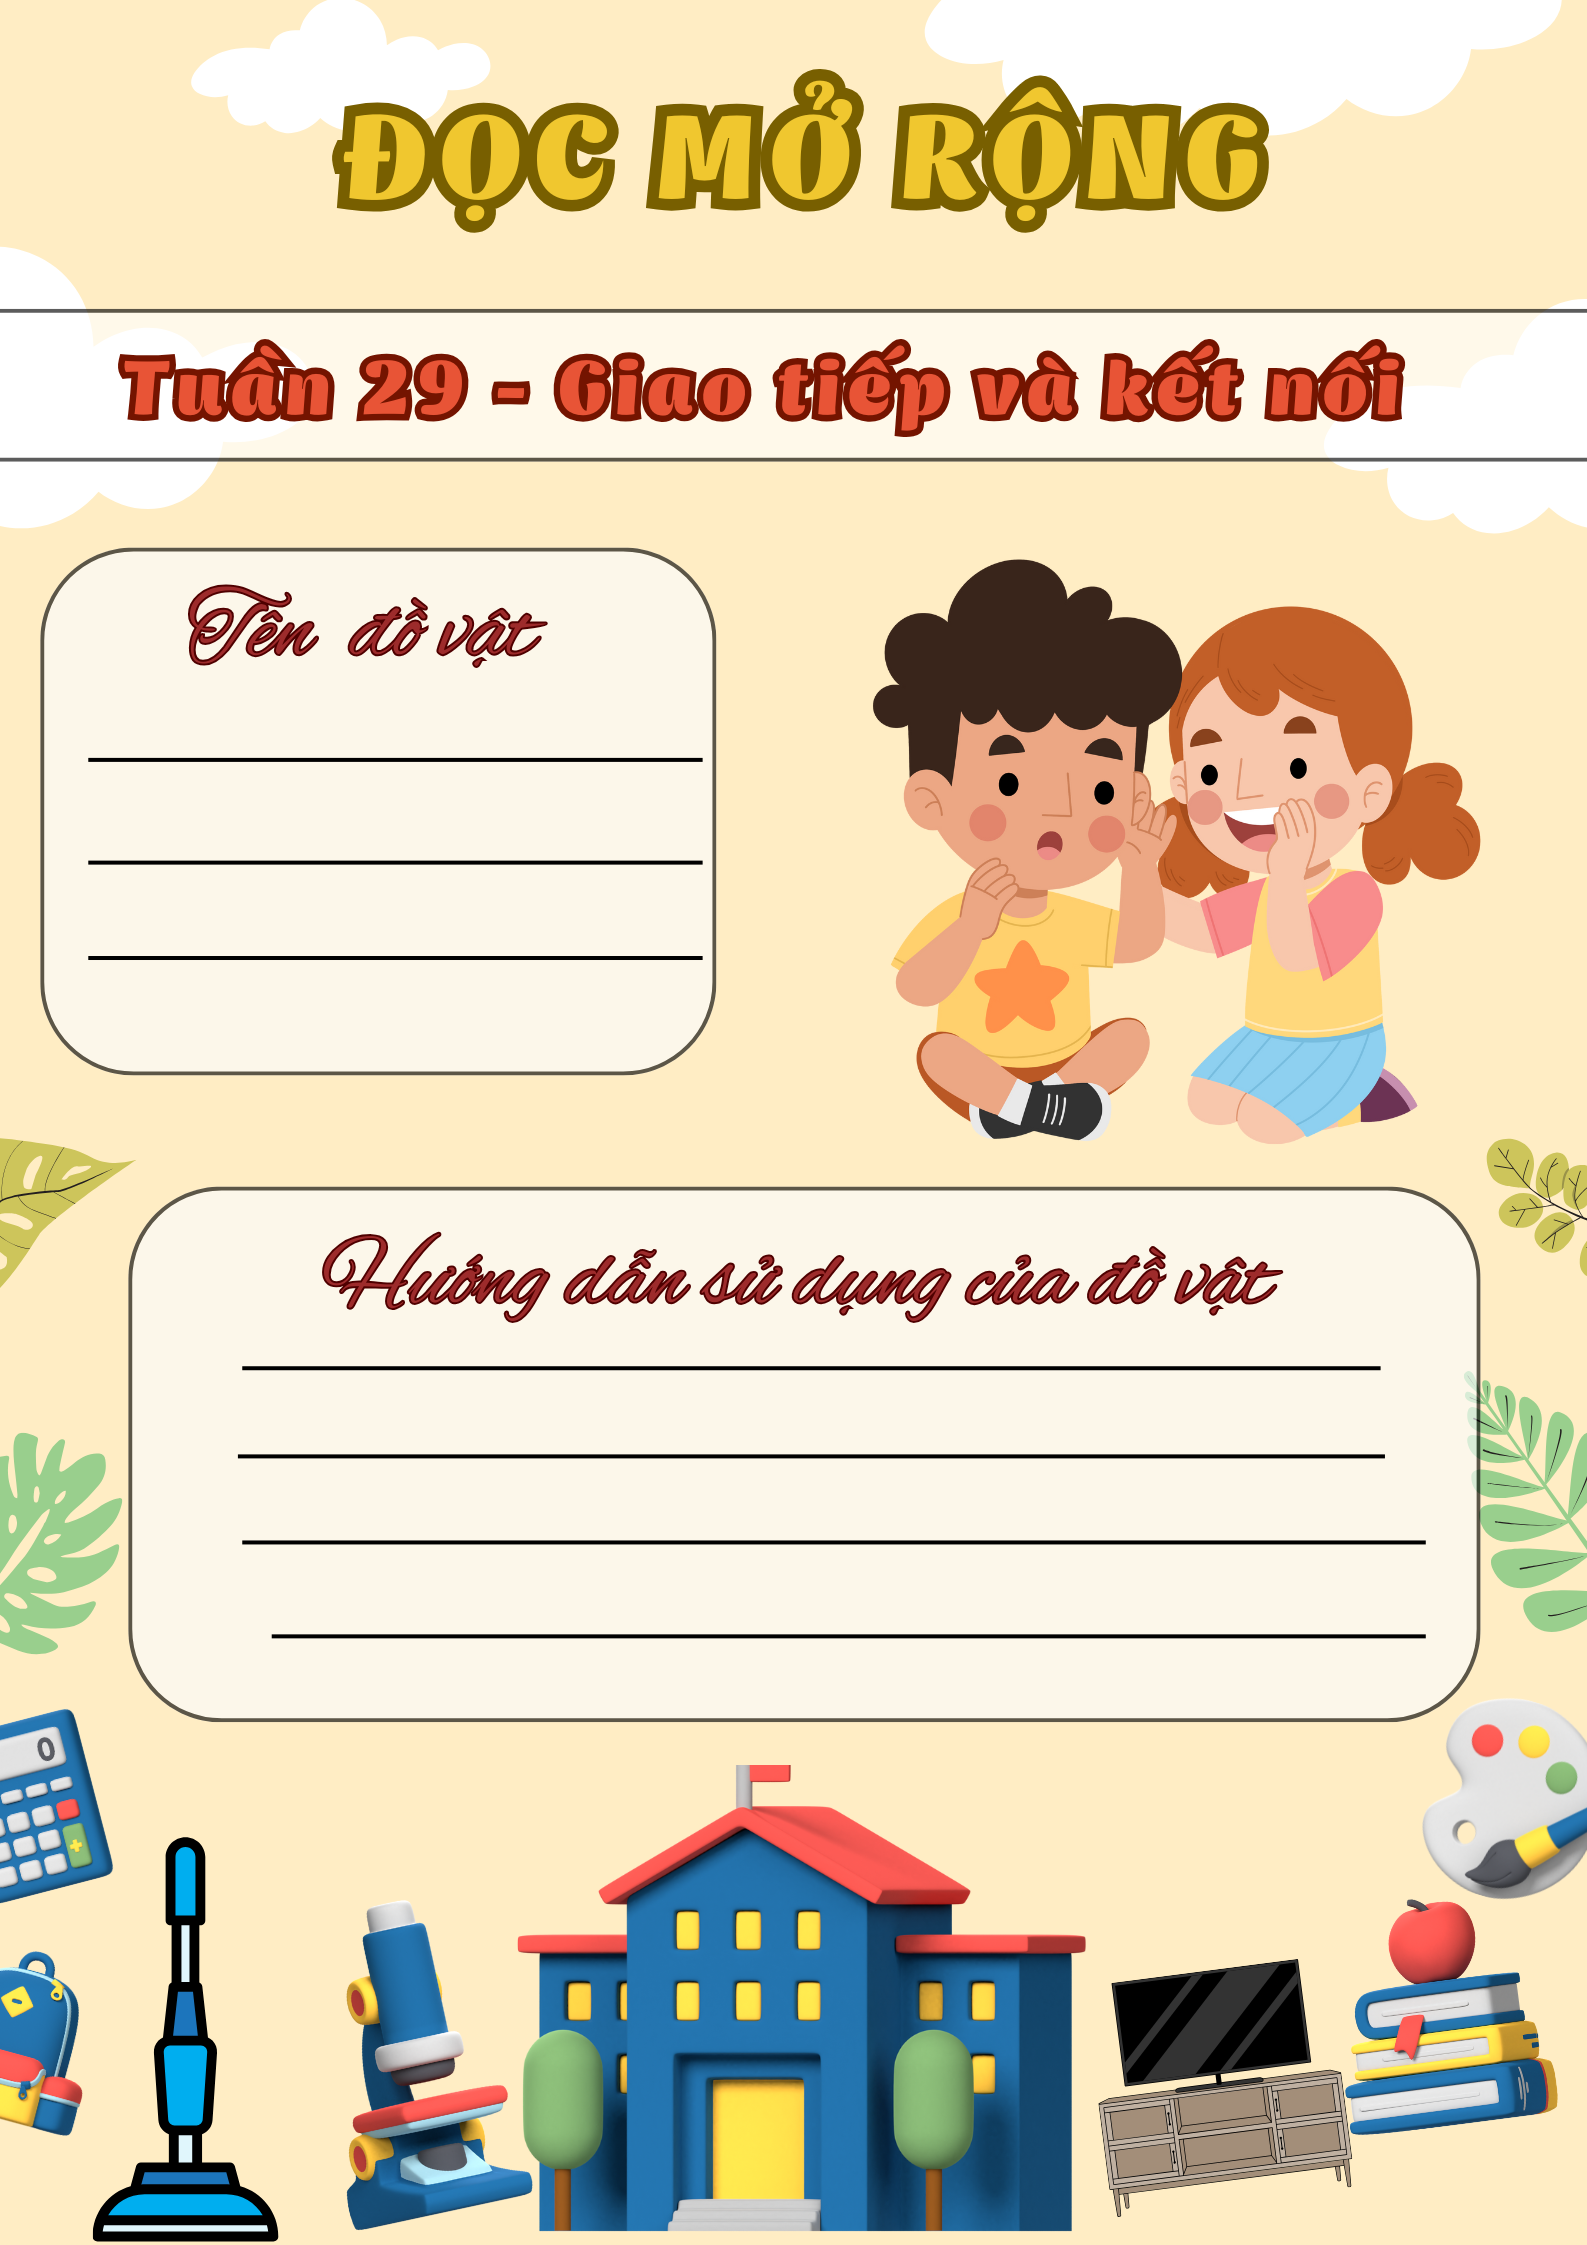 ĐỌC MỞ RỘNG
Tuần 29 - Giao tiếp và kết nối
Tên đồ vật
Hướng dẫn sử dụng của đồ vật
0
+